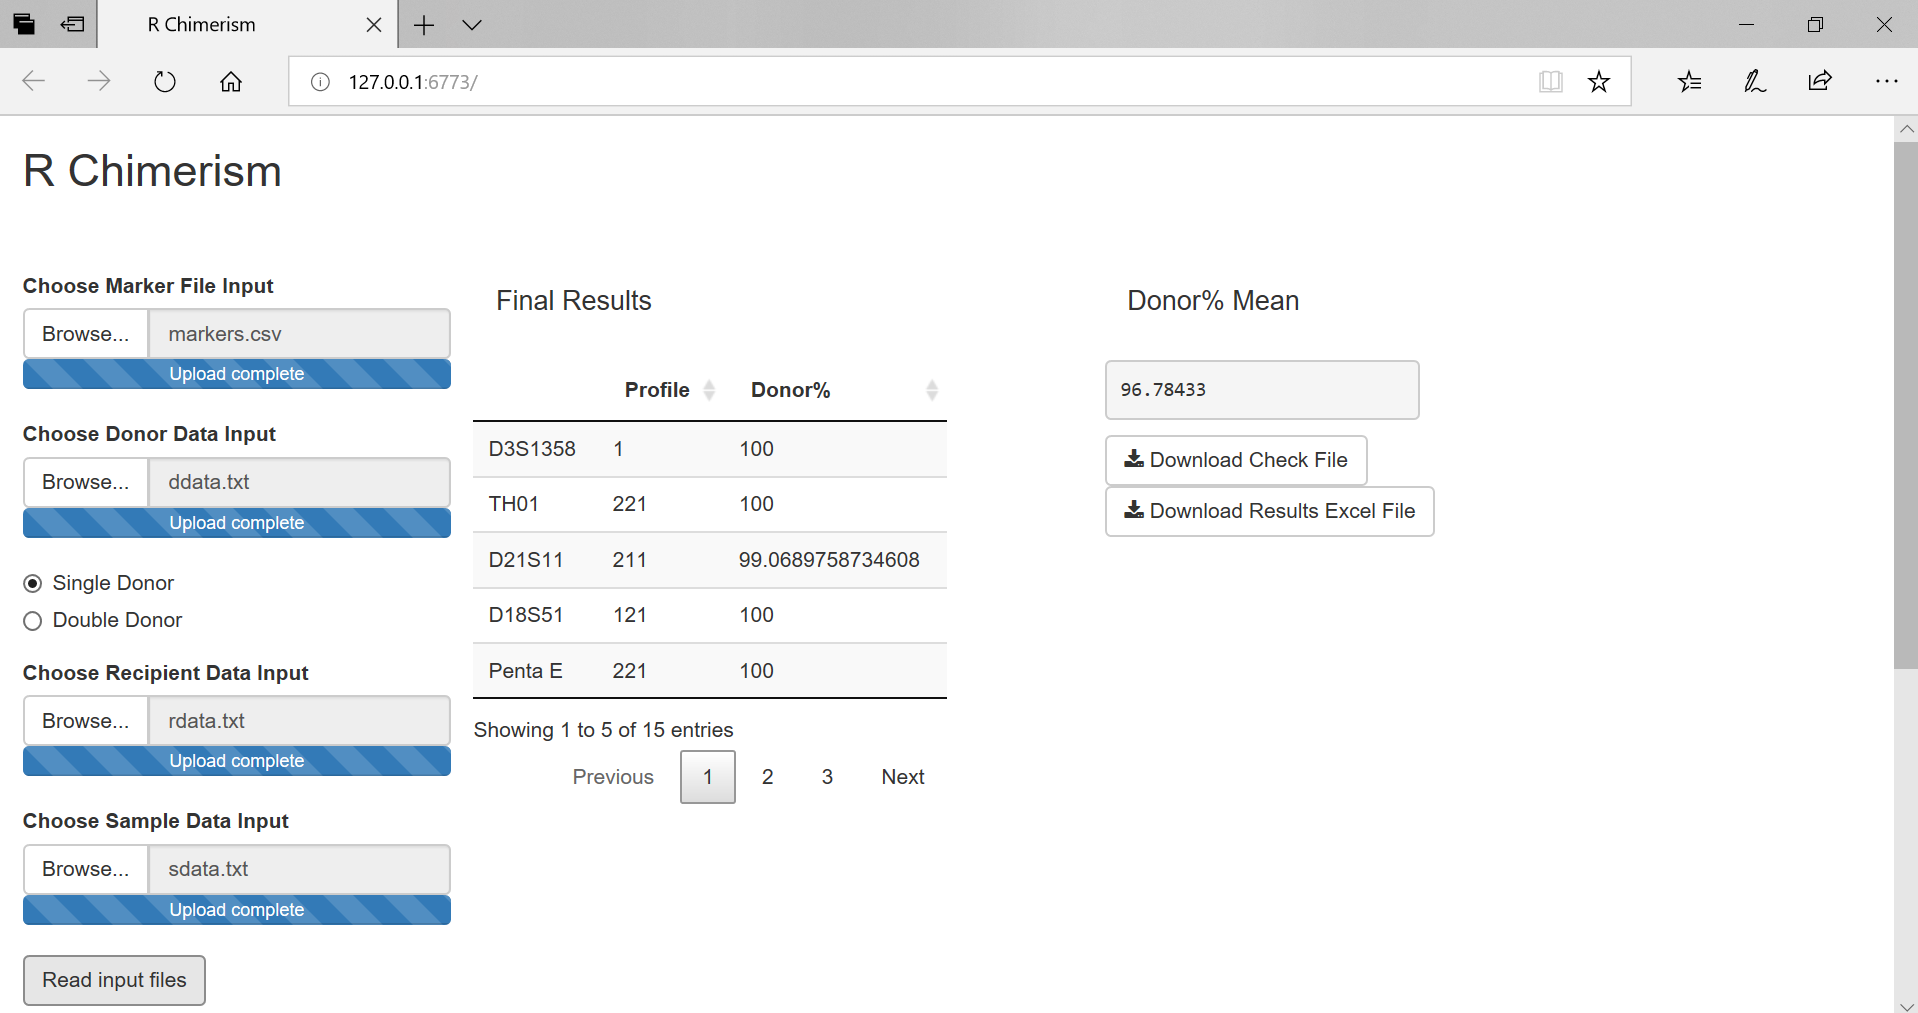 R Chimerism
127.0.0.1:6773/
R Chimerism
Choose Marker File Input
Browse... markers.csv
Upload complete
Choose Donor Data Input
Browse... ddata.txt
Upload complete
Single Donor
Double Donor
Choose Recipient Data Input
Browse... rdata.txt
Upload complete
Choose Sample Data Input
Browse... sdata.txt
Upload complete
Read input files
Final Results
Profile Donor%
D3S1358 1 100
TH01 221 100
D21S11 211 99.0689758734608
D18S51 121 100
Penta E 221 100
Showing 1 to 5 of 15 entries
Previous 1 2 3 Next
Donor% Mean
96.78433
Download Check File
Download Results Excel File